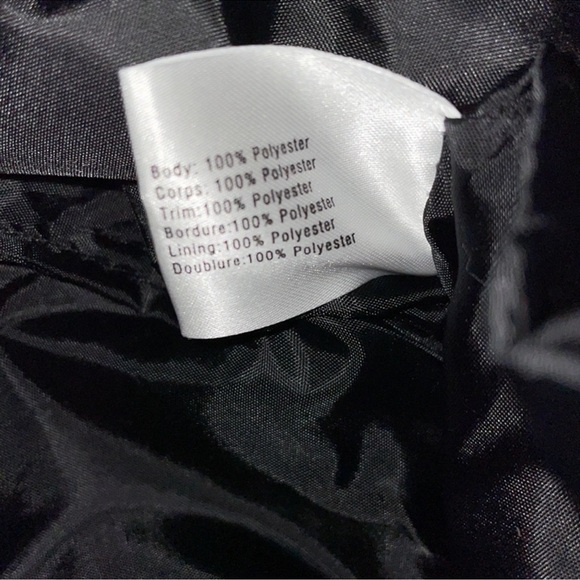 Body: 100% Polyester
Corps: 100% Polyester
Trim:100% Polyester
Bordure:100% Polyester
Lining:100% Polyester
Doublure:100% Polyester